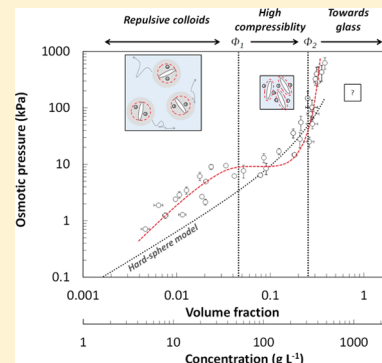 Repulsive colloids
High
compressiblity
Towards
glass
Φ1
Φ2
1000
100
10
1
0.1
Osmotic pressure (kPa)
?
Hard-sphere model
0.001
0.01
0.1
1
Volume fraction
1
10
100
1000
Concentration (g L-1)